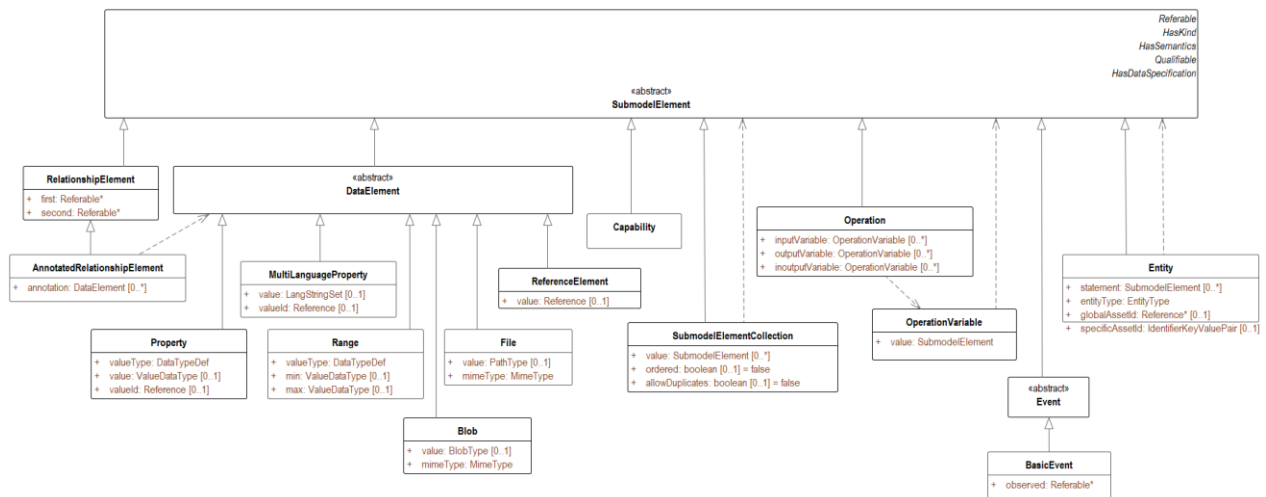 Referable
HasKind
HasSemantics
Qualifiable
HasDataSpecification
«abstract»
SubmodelElement
RelationshipElement
+ first: Referable*
+ second: Referable*
«abstract»
DataElement
Capability
Operation
+ inputVariable: OperationVariable [0..*]
+ outputVariable: OperationVariable [0..*]
+ inoutputVariable: OperationVariable [0..*]
AnnotatedRelationshipElement
+ annotation: DataElement [0..*]
MultiLanguageProperty
+ value: LangStringSet [0..1]
+ valueId: Reference [0..1]
ReferenceElement
+ value: Reference [0..1]
Entity
+ statement: SubmodelElement [0..*]
+ entityType: EntityType
+ globalAssetId: Reference* [0..1]
+ specificAssetId: IdentifierKeyValuePair [0..1]
OperationVariable
+ value: SubmodelElement
SubmodelElementCollection
+ value: SubmodelElement [0..*]
+ ordered: boolean [0..1] = false
+ allowDuplicates: boolean [0..1] = false
Property
+ valueType: DataTypeDef
+ value: ValueDataType [0..1]
+ valueId: Reference [0..1]
Range
+ valueType: DataTypeDef
+ min: ValueDataType [0..1]
+ max: ValueDataType [0..1]
File
+ value: PathType [0..1]
+ mimeType: MimeType
«abstract»
Event
Blob
+ value: BlobType [0..1]
+ mimeType: MimeType
BasicEvent
+ observed: Referable*